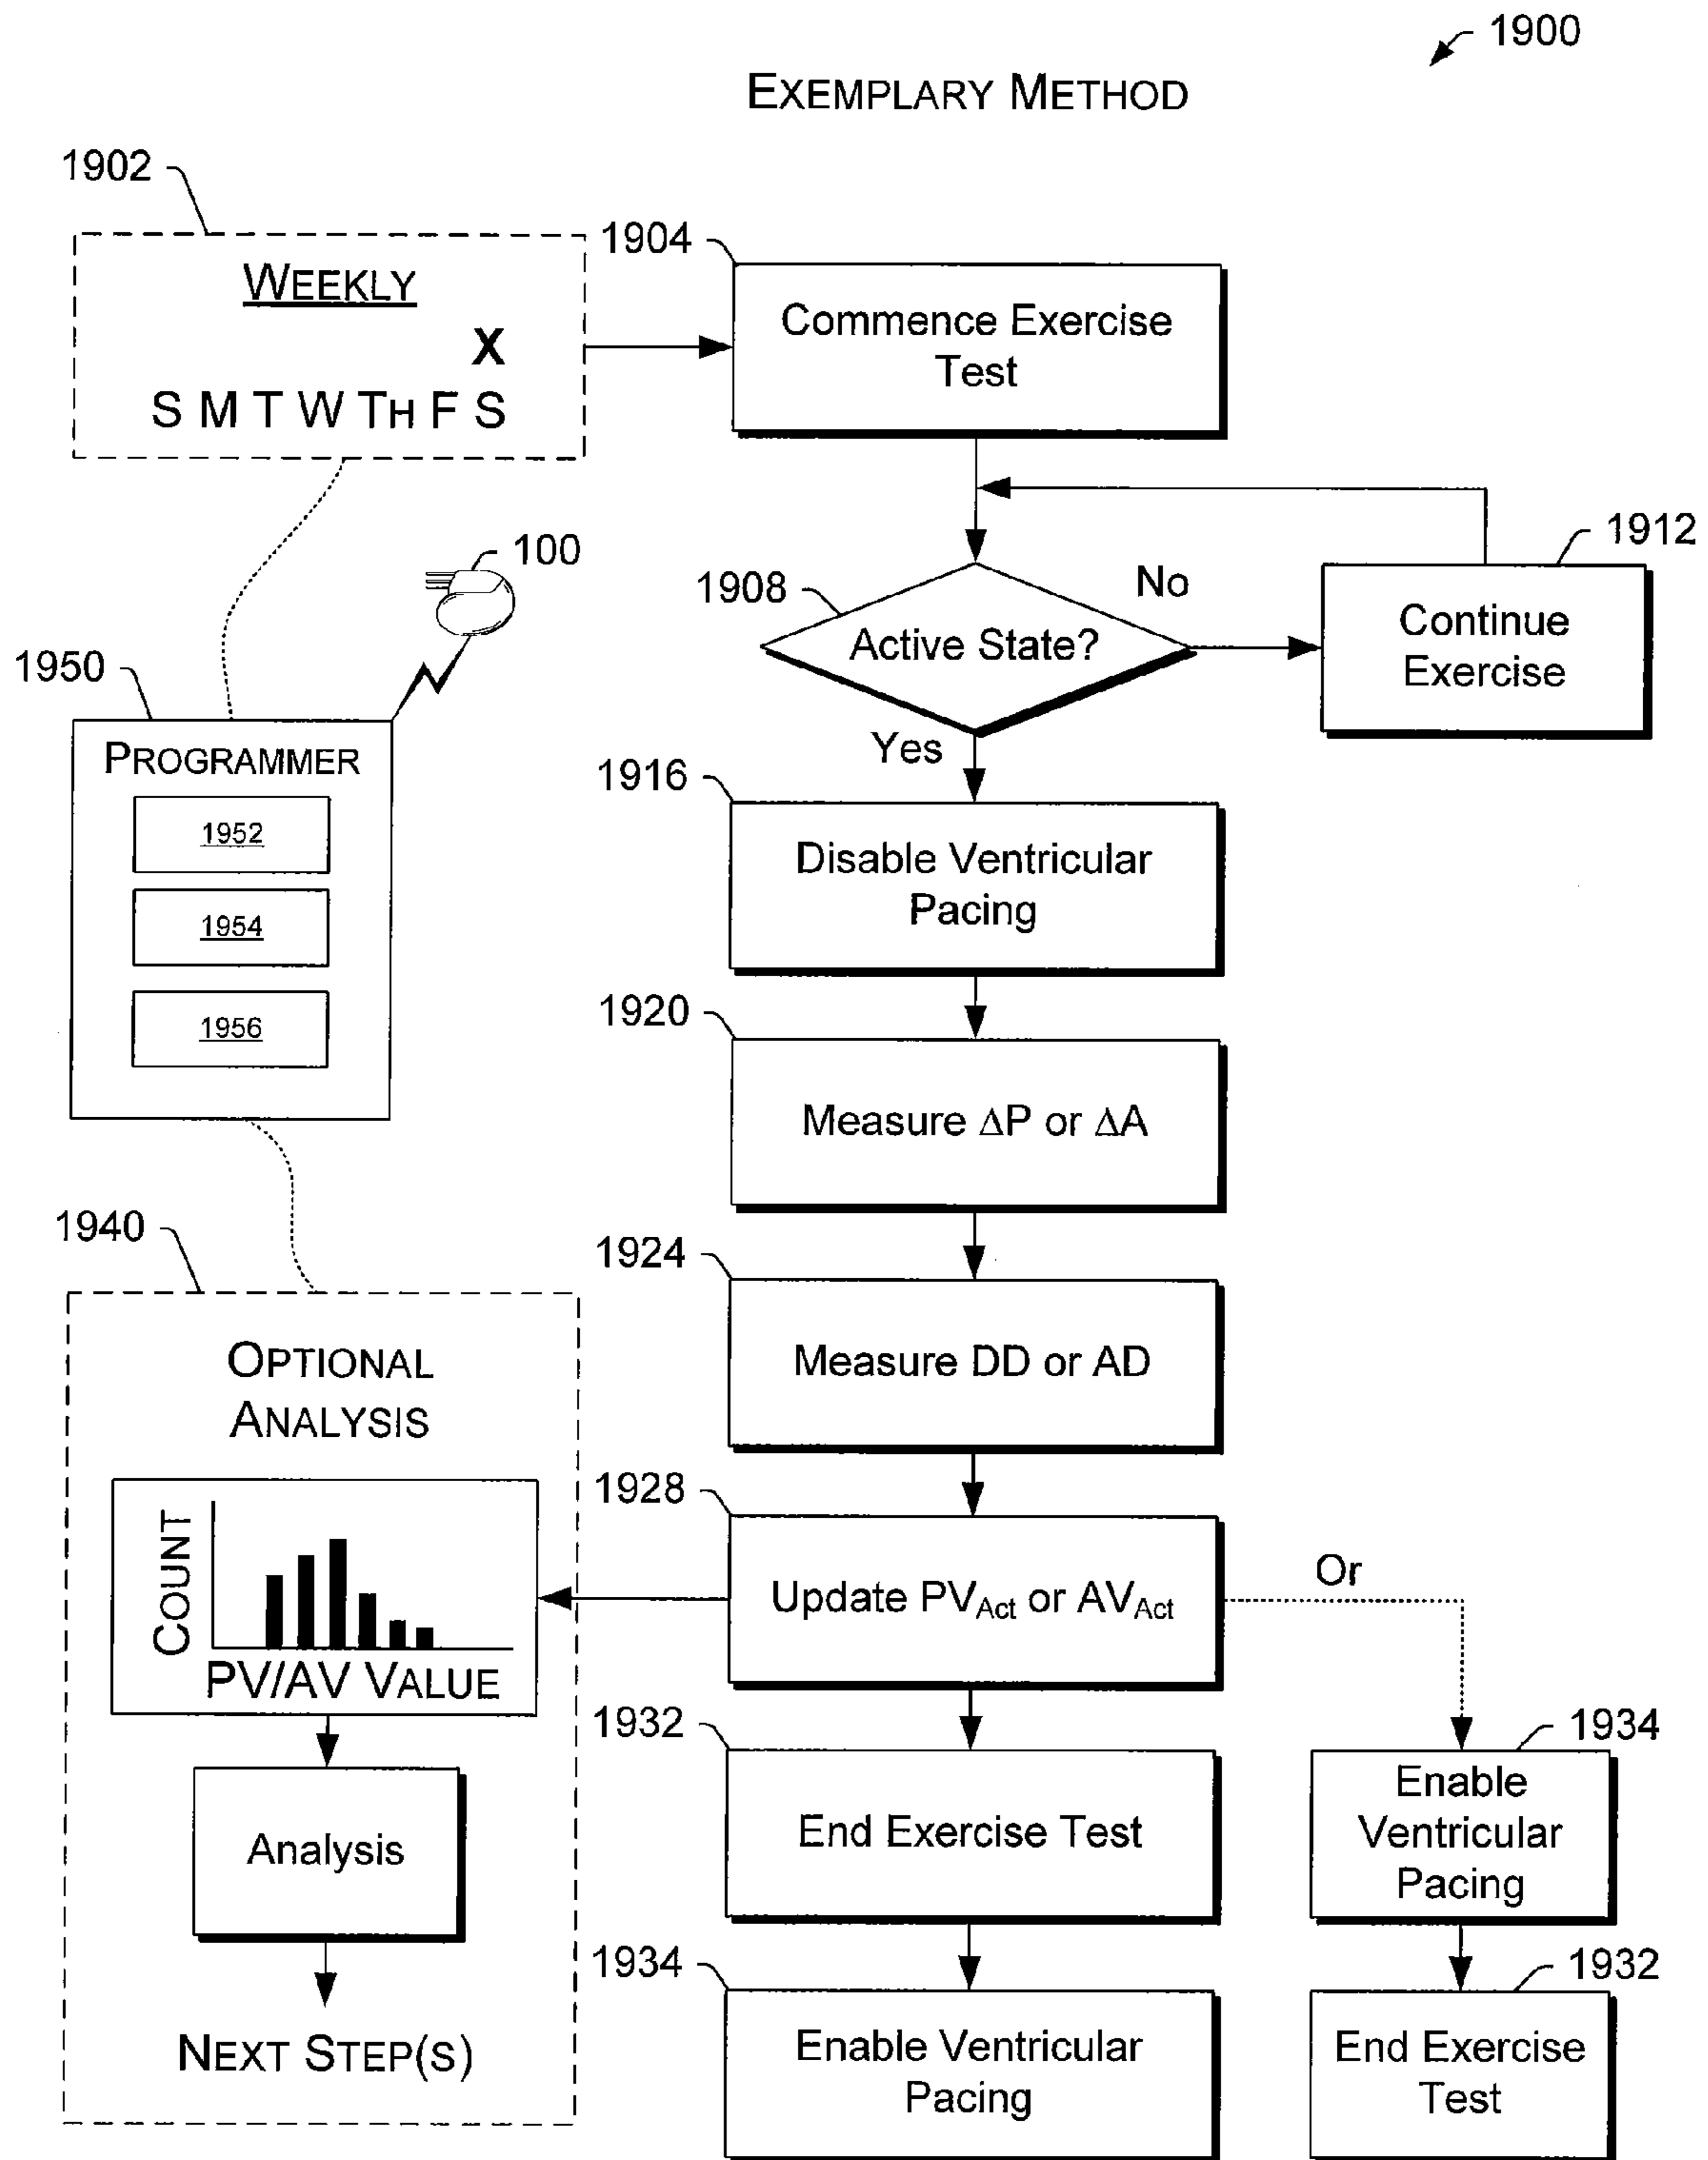 1900
EXEMPLARY METHOD
1902
WEEKLY
X
S M T W TH F S
1904
Commence Exercise
Test
1908
Active State?
No
Yes
1912
Continue
Exercise
100
1950
PROGRAMMER
1952
1954
1956
1916
Disable Ventricular
Pacing
1920
Measure ΔP or ΔA
1924
Measure DD or AD
1928
Update PVAct or AVAct
Or
1940
OPTIONAL
ANALYSIS
COUNT
PV/AV VALUE
Analysis
NEXT STEP(S)
1932
End Exercise Test
1934
Enable Ventricular
Pacing
1934
Enable
Ventricular
Pacing
1932
End Exercise
Test